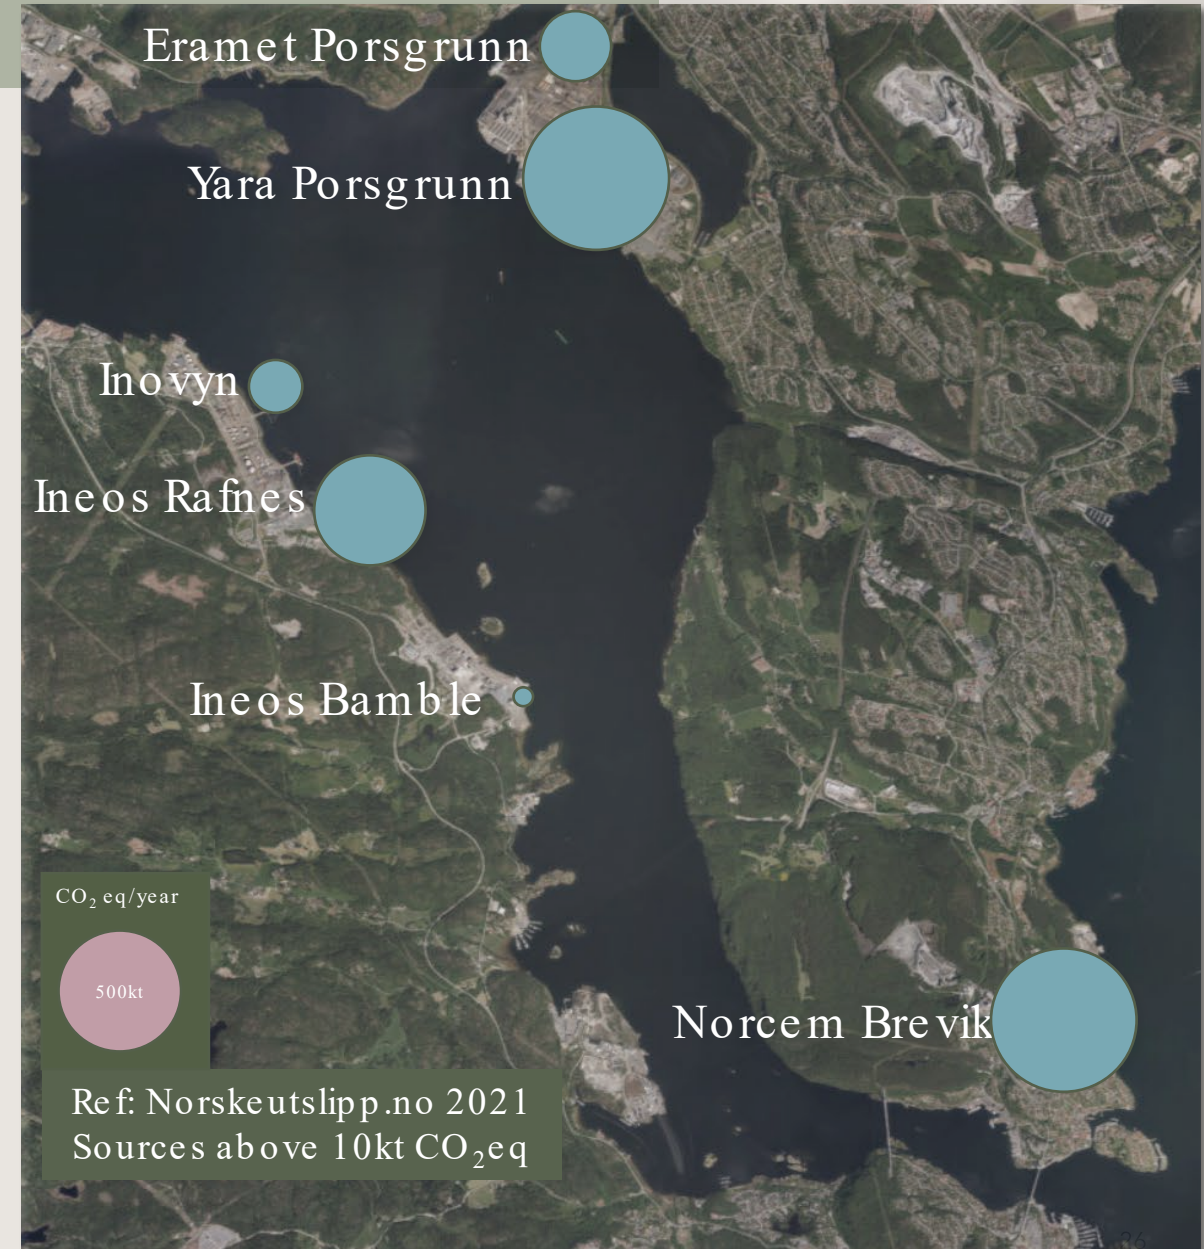 Eramet Porsgrunn
Yara Porsgrunn
Inovyn
Ineos Rafnes
Ineos Bamble
CO₂ eq/year
500kt
Norcem Brevik
Ref: Norskeutslipp.no 2021
Sources above 10kt CO₂eq
36